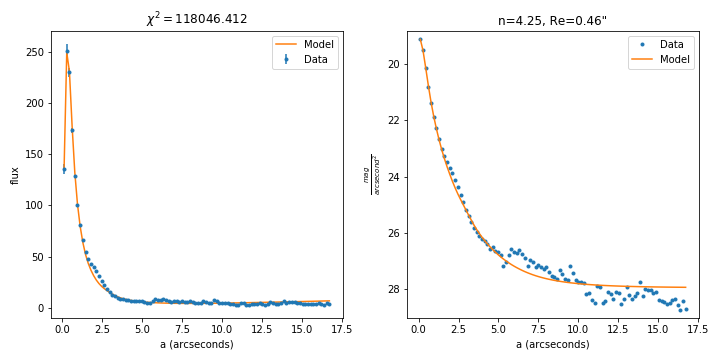 χ² = 118046.412
Model
Data
flux
250
200
150
100
50
0
0.0 2.5 5.0 7.5 10.0 12.5 15.0 17.5
a (arcseconds)
n=4.25, Re=0.46"
Data
Model
mag
arcsecond²
20
22
24
26
28
0.0 2.5 5.0 7.5 10.0 12.5 15.0 17.5
a (arcseconds)